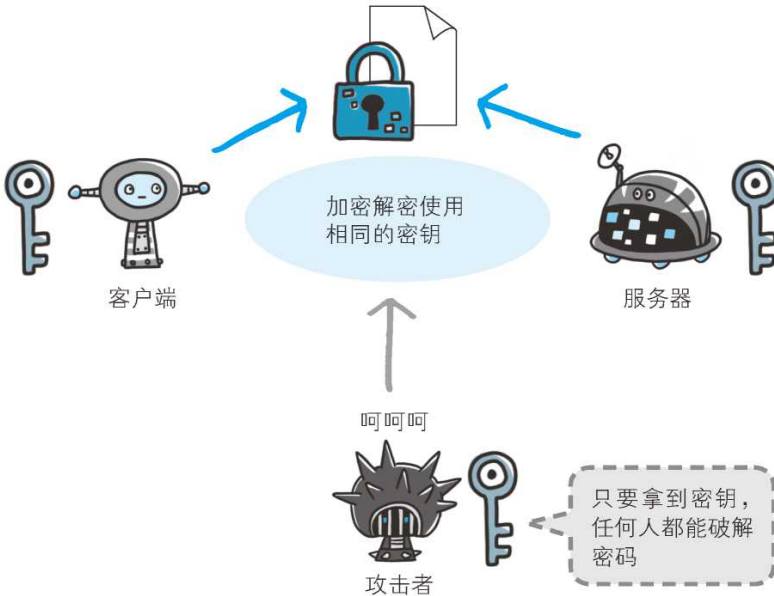 加密解密使用
相同的密钥
客户端
服务器
呵呵呵
只要拿到密钥，
任何人都能破解
密码
攻击者